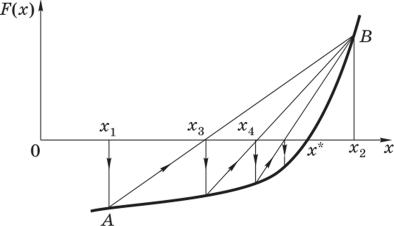 F(x)
B
x₁ x₃ x₄
0 x* x₂ x
A